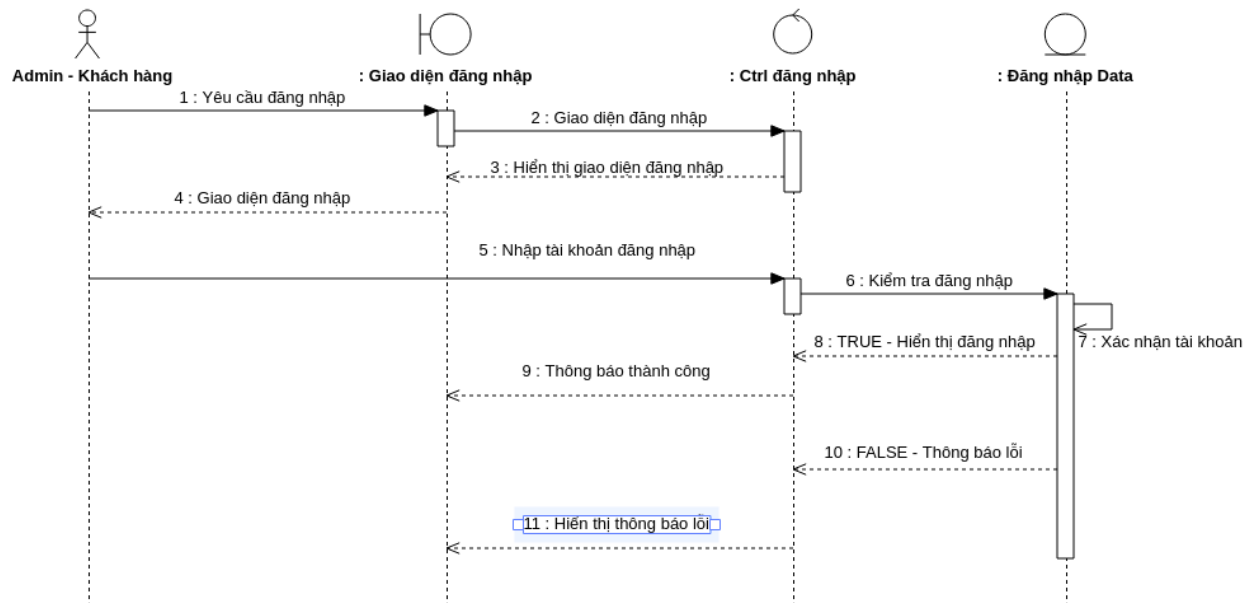 Admin - Khách hàng
: Giao diện đăng nhập
: Ctrl đăng nhập
: Đăng nhập Data
1 : Yêu cầu đăng nhập
2 : Giao diện đăng nhập
3 : Hiển thị giao diện đăng nhập
4 : Giao diện đăng nhập
5 : Nhập tài khoản đăng nhập
6 : Kiểm tra đăng nhập
7 : Xác nhận tài khoản
8 : TRUE - Hiển thị đăng nhập
9 : Thông báo thành công
10 : FALSE - Thông báo lỗi
11 : Hiển thị thông báo lỗi